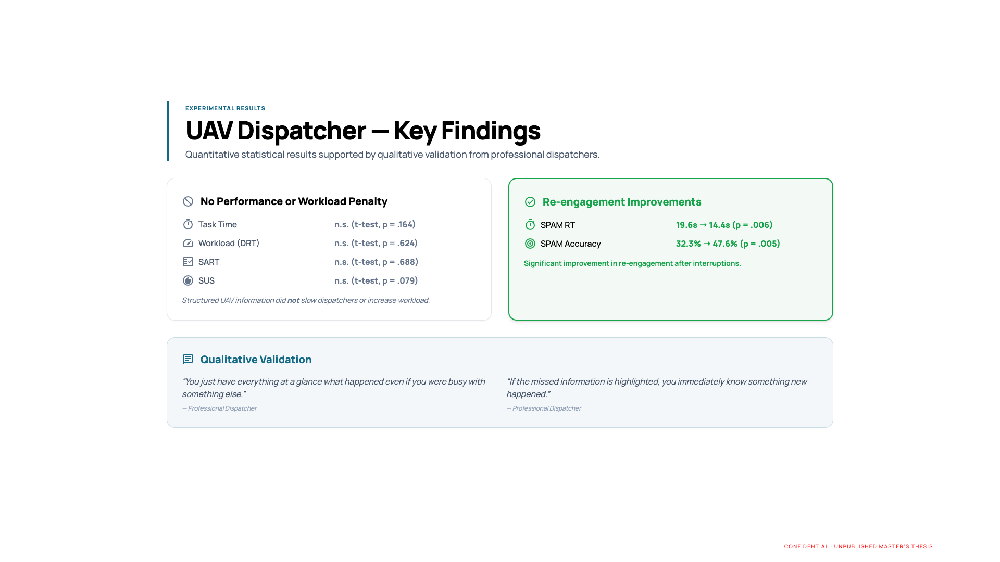 EXPERIMENTAL RESULTS
UAV Dispatcher — Key Findings
Quantitative statistical results supported by qualitative validation from professional dispatchers.
No Performance or Workload Penalty
Task Time n.s. (t-test, p = .164)
Workload (DRT) n.s. (t-test, p = .624)
SART n.s. (t-test, p = .688)
SUS n.s. (t-test, p = .079)
Structured UAV information did not slow dispatchers or increase workload.
Re-engagement Improvements
SPAM RT 19.6s → 14.4s (p = .006)
SPAM Accuracy 32.3% → 47.6% (p = .005)
Significant improvement in re-engagement after interruptions.
Qualitative Validation
“You just have everything at a glance what happened even if you were busy with
something else.”
— Professional Dispatcher
“If the missed information is highlighted, you immediately know something new
happened.”
— Professional Dispatcher
CONFIDENTIAL · UNPUBLISHED MASTER'S THESIS